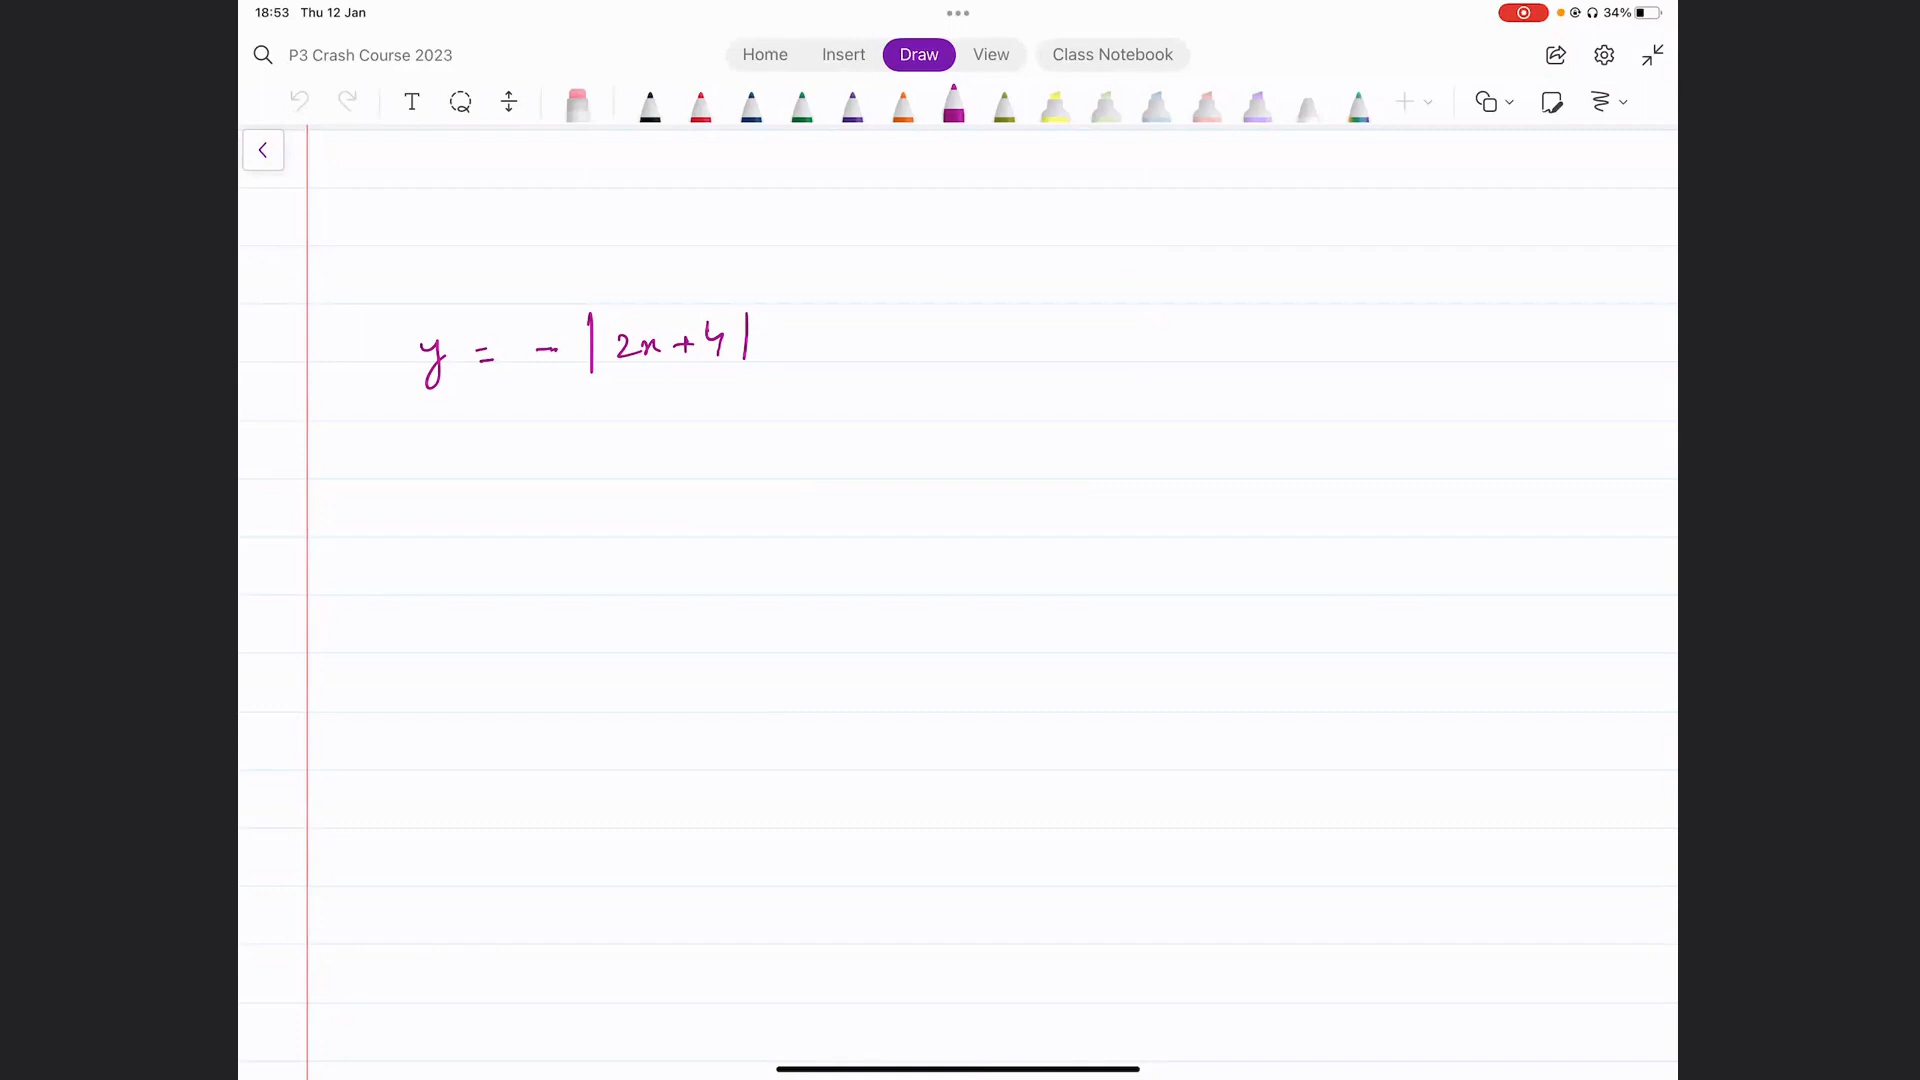 18:53 Thu 12 Jan 34%
P3 Crash Course 2023 Home Insert Draw View Class Notebook
T
y = - | 2x + 4 |